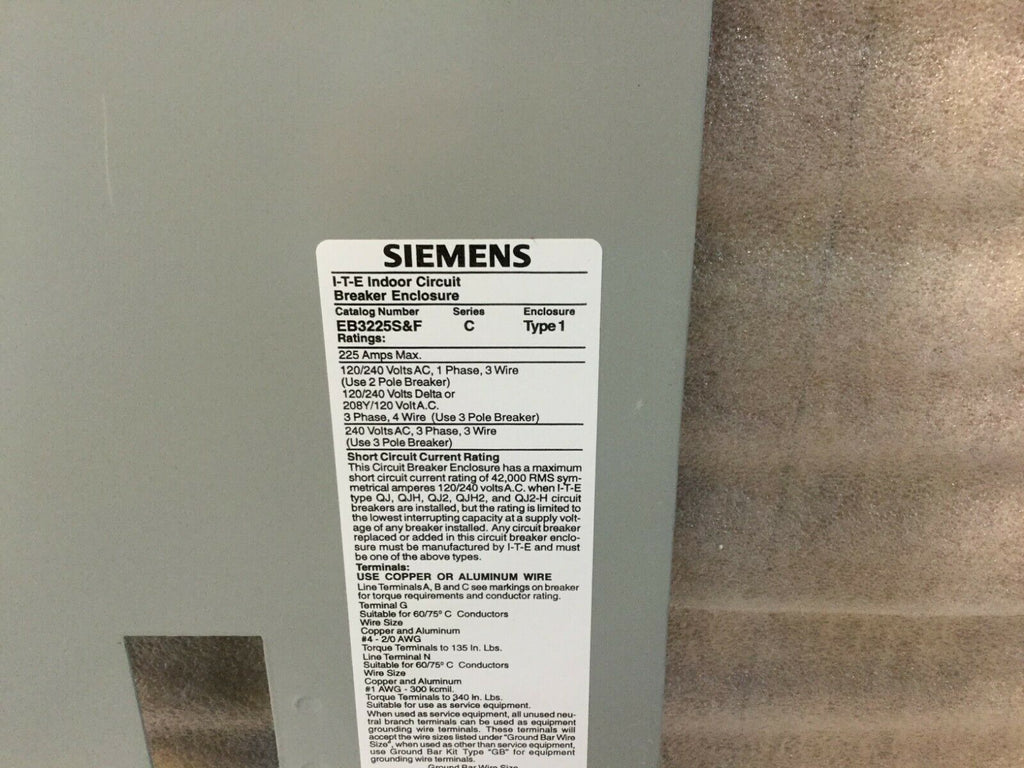 SIEMENS
I-T-E Indoor Circuit
Breaker Enclosure
Catalog Number Series Enclosure
EB3225S&F C Type 1
Ratings:
225 Amps Max.
120/240 Volts AC, 1 Phase, 3 Wire
(Use 2 Pole Breaker)
120/240 Volts Delta or
208Y/120 Volt A.C.
3 Phase, 4 Wire (Use 3 Pole Breaker)
240 Volts AC, 3 Phase, 3 Wire
(Use 3 Pole Breaker)
Short Circuit Current Rating
This Circuit Breaker Enclosure has a maximum
short circuit current rating of 42,000 RMS sym-
metrical amperes 120/240 volts A.C. when I-T-E
type QJ, QJH, QJ2, QJH2, and QJ2-H circuit
breakers are installed, but the rating is limited to
the lowest interrupting capacity at a supply volt-
age of any breaker installed. Any circuit breaker
replaced or added in this circuit breaker enclo-
sure must be manufactured by I-T-E and must
be one of the above types.
Terminals:
USE COPPER OR ALUMINUM WIRE
Line Terminals A, B and C see markings on breaker
for torque requirements and conductor rating.
Terminal G
Suitable for 60/75° C Conductors
Wire Size
Copper and Aluminum
#4 - 2/0 AWG
Torque Terminals to 135 In. Lbs.
Line Terminal N
Suitable for 60/75° C Conductors
Wire Size
Copper and Aluminum
#1 AWG - 300 kcmil.
Torque Terminals to 340 In. Lbs.
Suitable for use as service equipment.
When used as service equipment, all unused neu-
tral branch terminals can be used as equipment
grounding wire terminals. These terminals will
accept the wire sizes listed under "Ground Bar Wire
Size", when used as other than service equipment,
use Ground Bar Kit Type "GB" for equipment
grounding wire terminals.
Ground Bar Wire Size